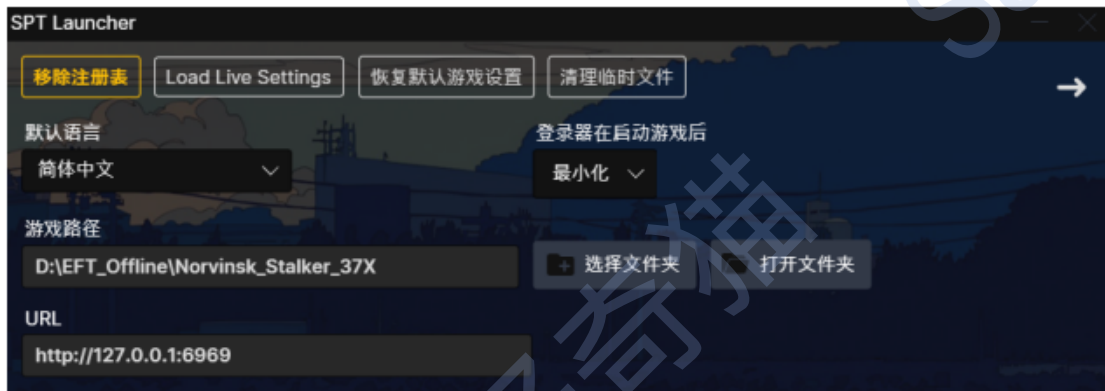 SPT Launcher
移除注册表 Load Live Settings 恢复默认游戏设置 清理临时文件
默认语言 登录器在启动游戏后
简体中文 最小化
游戏路径
D:\EFT_Offline\Norvinsk_Stalker_37X 选择文件夹 打开文件夹
URL
http://127.0.0.1:6969
奇猫